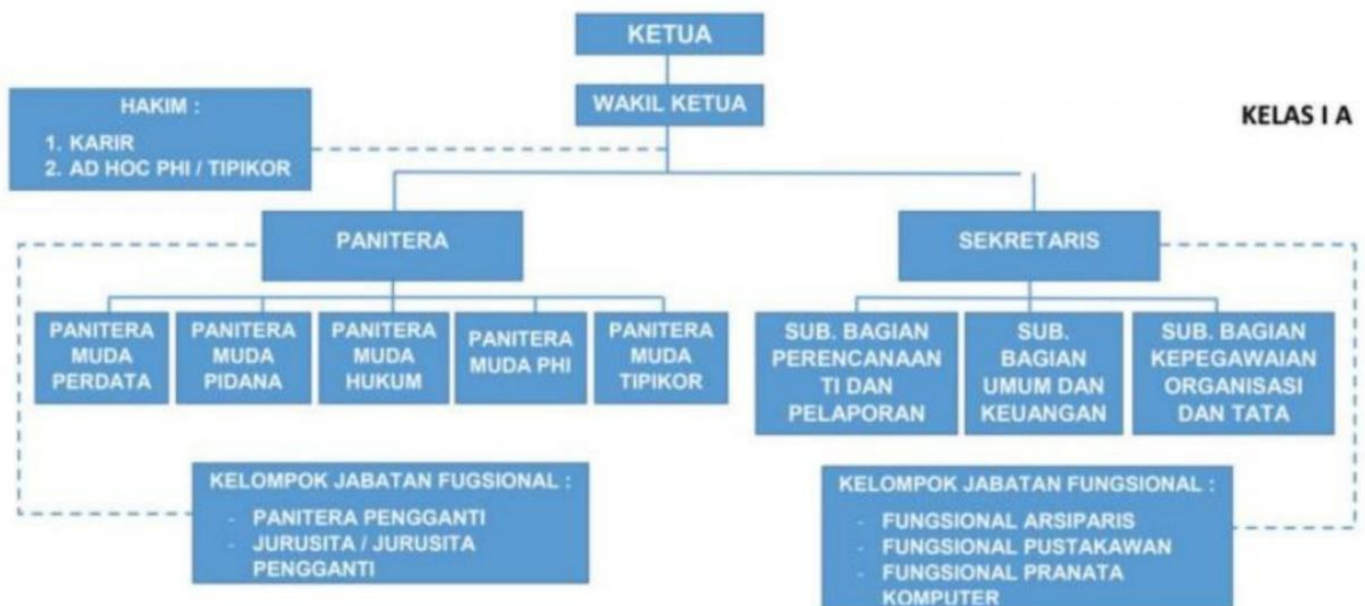 KETUA
WAKIL KETUA
HAKIM :
1. KARIR
2. AD HOC PHI / TIPIKOR
KELAS I A
PANITERA
SEKRETARIS
PANITERA
MUDA
PERDATA
PANITERA
MUDA
PIDANA
PANITERA
MUDA
HUKUM
PANITERA
MUDA PHI
PANITERA
MUDA
TIPIKOR
SUB. BAGIAN
PERENCANAAN
TI DAN
PELAPORAN
SUB.
BAGIAN
UMUM DAN
KEUANGAN
SUB. BAGIAN
KEPEGAWAIAN
ORGANISASI
DAN TATA
KELOMPOK JABATAN FUGSIONAL :
- PANITERA PENGGANTI
- JURUSITA / JURUSITA
PENGGANTI
KELOMPOK JABATAN FUNGSIONAL :
- FUNGSIONAL ARSIPARIS
- FUNGSIONAL PUSTAKAWAN
- FUNGSIONAL PRANATA
KOMPUTER